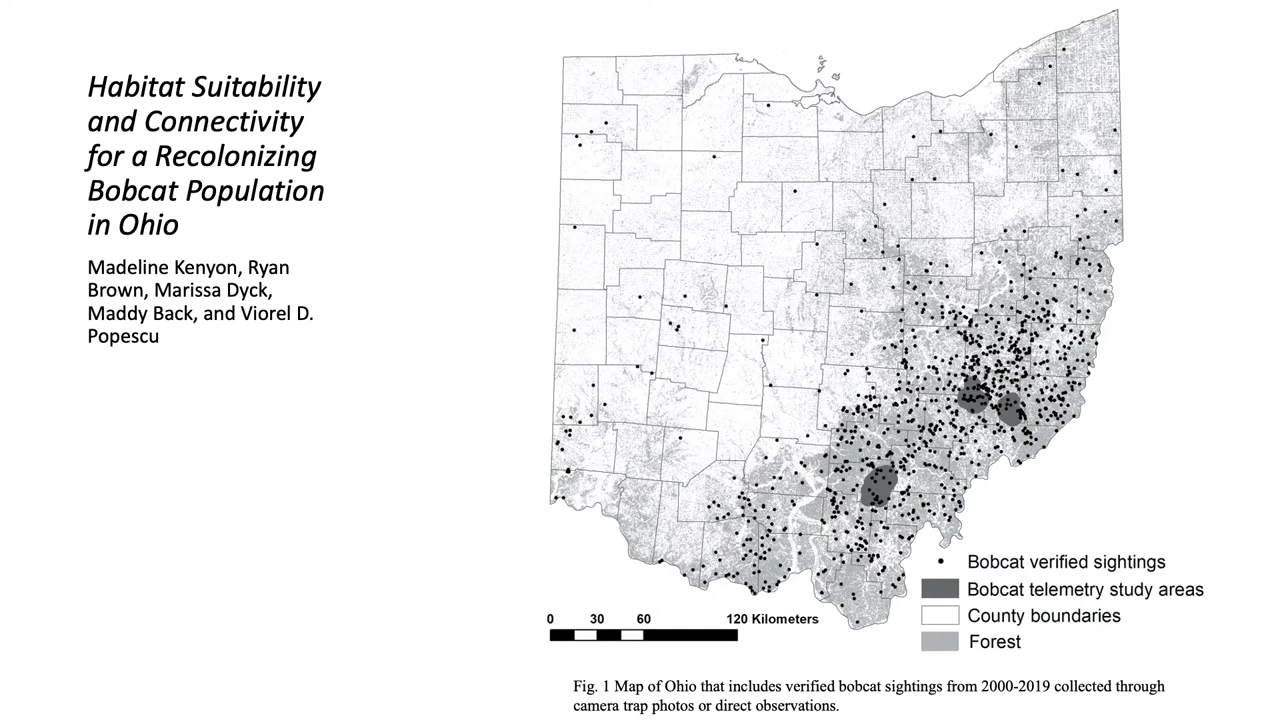 Habitat Suitability
and Connectivity
for a Recolonizing
Bobcat Population
in Ohio
Madeline Kenyon, Ryan
Brown, Marissa Dyck,
Maddy Back, and Viorel D.
Popescu
Bobcat verified sightings
Bobcat telemetry study areas
County boundaries
Forest
0 30 60 120 Kilometers
Fig. 1 Map of Ohio that includes verified bobcat sightings from 2000-2019 collected through
camera trap photos or direct observations.